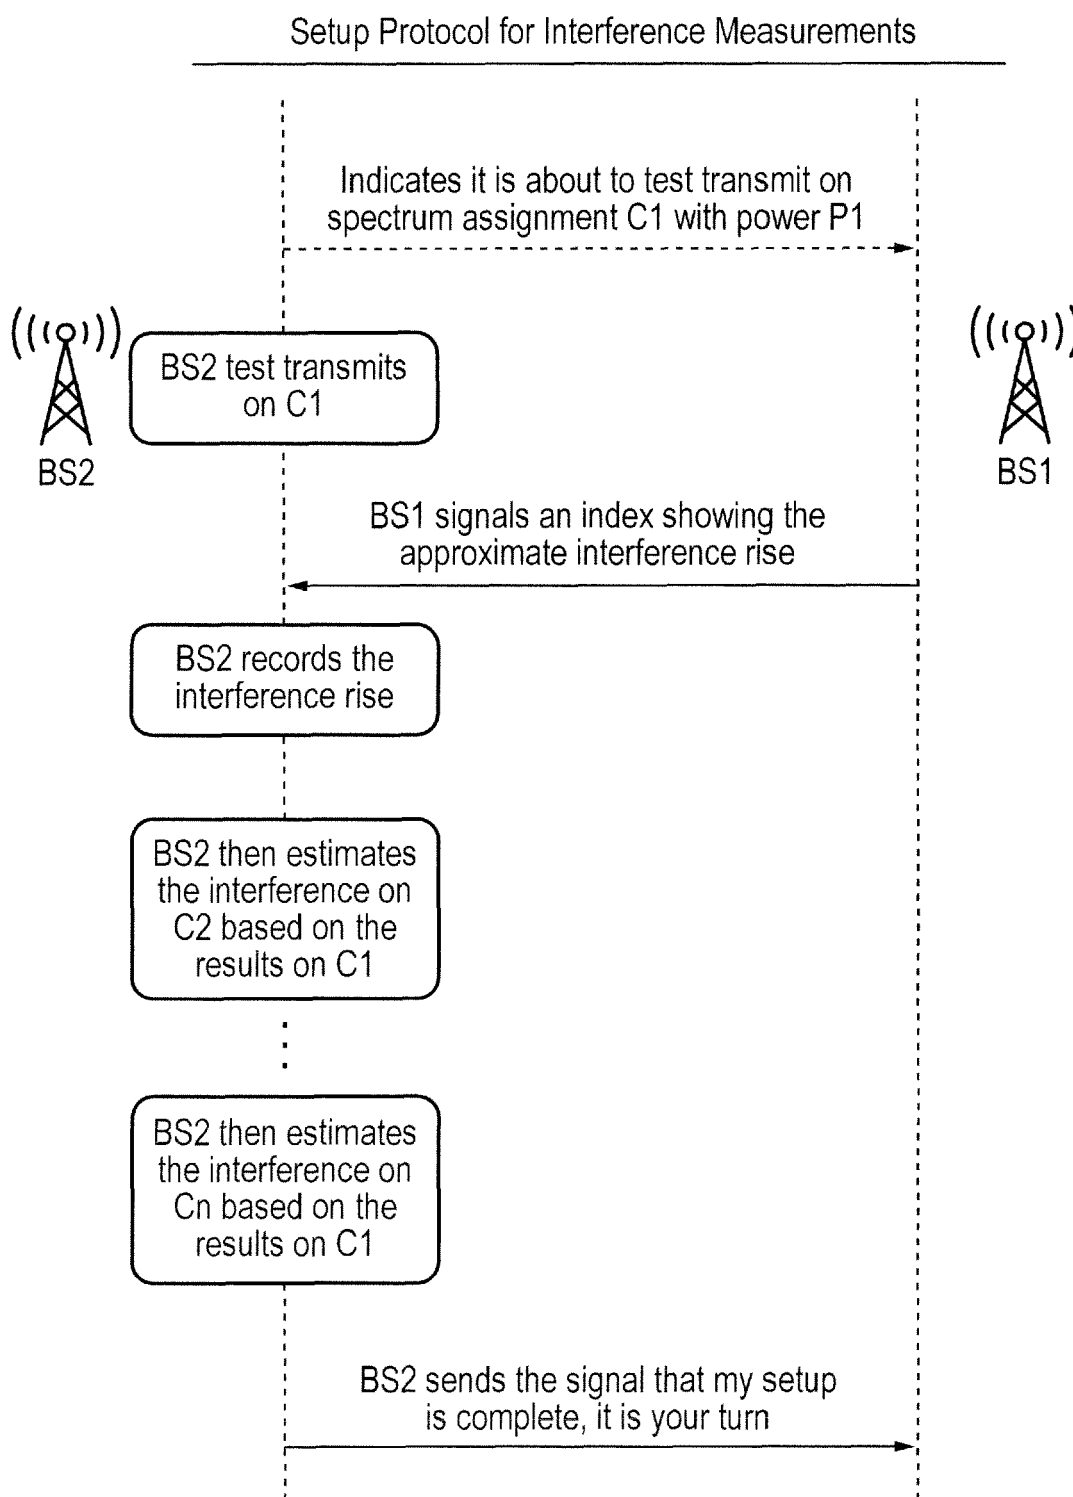 Setup Protocol for Interference Measurements
Indicates it is about to test transmit on
spectrum assignment C1 with power P1
BS2 test transmits
on C1
BS2
BS1
BS1 signals an index showing the
approximate interference rise
BS2 records the
interference rise
BS2 then estimates
the interference on
C2 based on the
results on C1
BS2 then estimates
the interference on
Cn based on the
results on C1
BS2 sends the signal that my setup
is complete, it is your turn